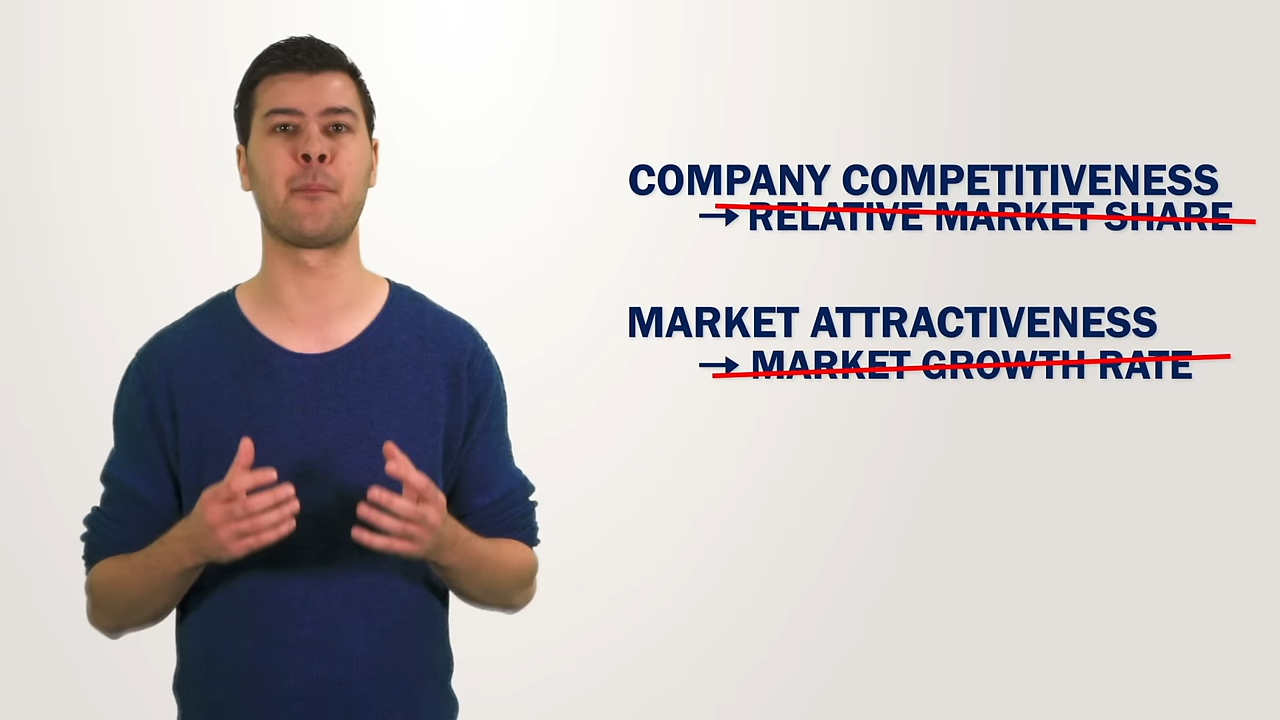 COMPANY COMPETITIVENESS
→ RELATIVE MARKET SHARE
MARKET ATTRACTIVENESS
→ MARKET GROWTH RATE